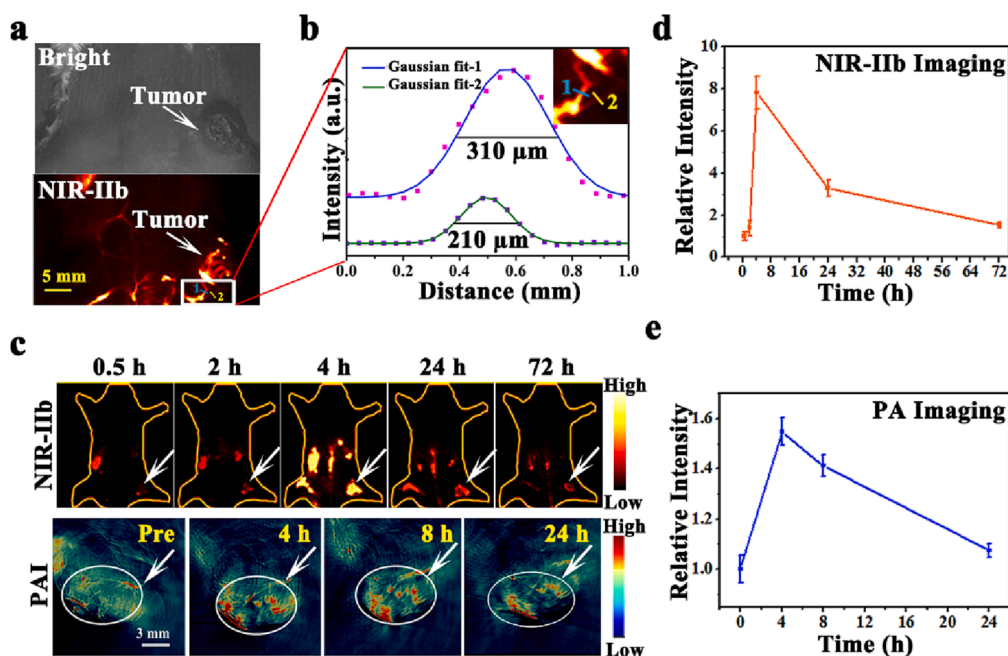 a
Bright
Tumor
NIR-IIb
Tumor
5 mm
1
2
b
Intensity (a.u.)
Gaussian fit-1
Gaussian fit-2
1
2
310 µm
210 µm
0.0 0.2 0.4 0.6 0.8 1.0
Distance (mm)
d
Relative Intensity
NIR-IIb Imaging
10
8
6
4
2
0
0 8 16 24 32 40 48 56 64 72
Time (h)
c
0.5 h 2 h 4 h 24 h 72 h
NIR-IIb
High
Low
PAI
Pre 4 h 8 h 24 h
3 mm
High
Low
e
Relative Intensity
PA Imaging
1.6
1.4
1.2
1.0
0 4 8 12 16 20 24
Time (h)